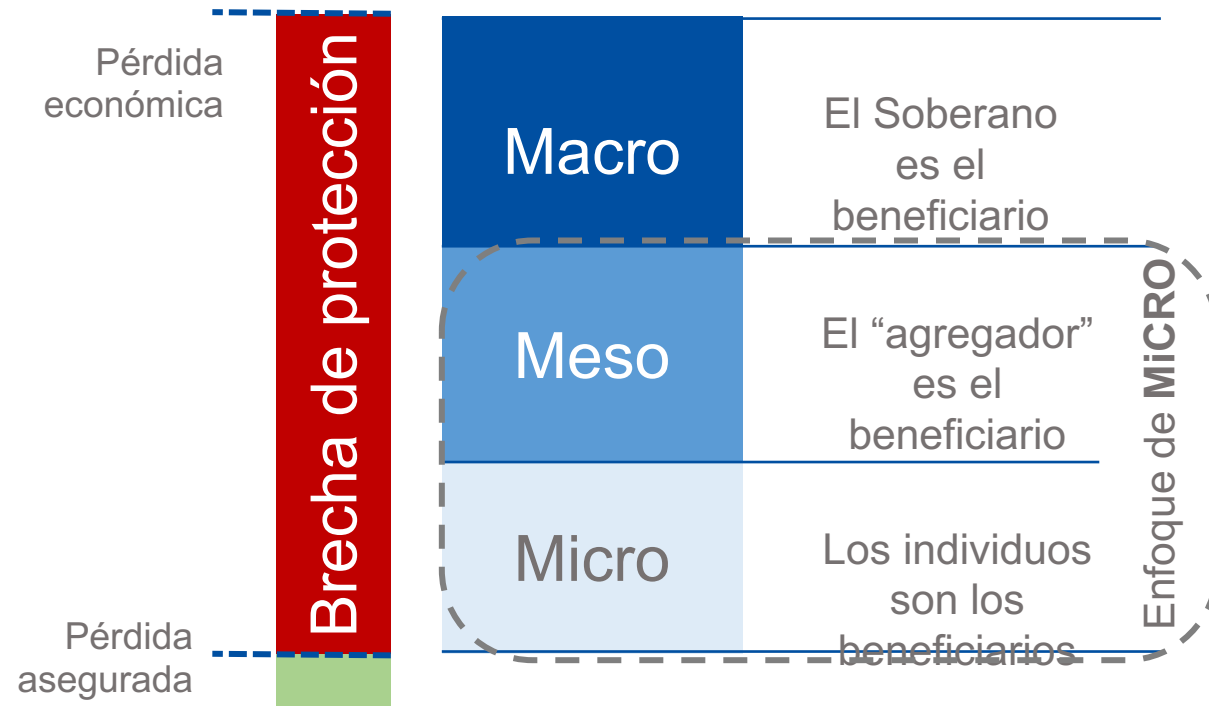 Pérdida
económica
Brecha de protección
Pérdida
asegurada
Macro
El Soberano
es el
beneficiario
Meso
El “agregador”
es el
beneficiario
Micro
Los individuos
son los
beneficiarios
Enfoque de MiCRO